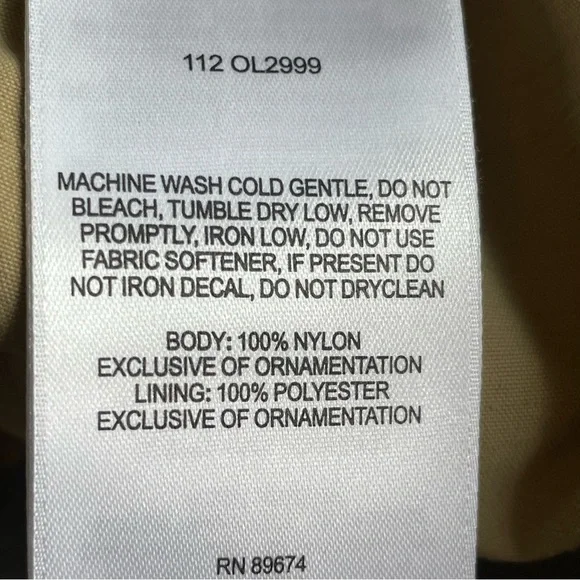 112 OL2999
MACHINE WASH COLD GENTLE, DO NOT
BLEACH, TUMBLE DRY LOW, REMOVE
PROMPTLY, IRON LOW, DO NOT USE
FABRIC SOFTENER, IF PRESENT DO
NOT IRON DECAL, DO NOT DRYCLEAN
BODY: 100% NYLON
EXCLUSIVE OF ORNAMENTATION
LINING: 100% POLYESTER
EXCLUSIVE OF ORNAMENTATION
RN 89674